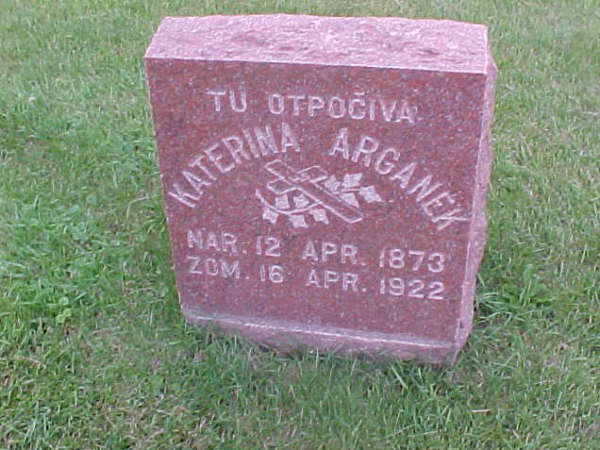 TU OTPOČIVA
KATERINA ARGANEK
NAR. 12 APR. 1873
ZOM. 16 APR. 1922